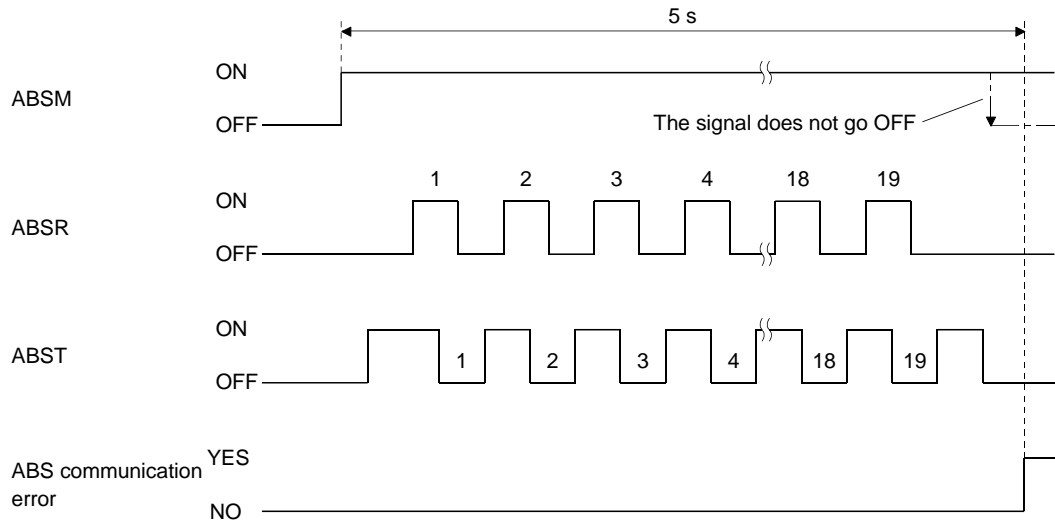 5 s
ABSM
ON
OFF
The signal does not go OFF
ABSR
ON
OFF
1 2 3 4 18 19
ABST
ON
OFF
1 2 3 4 18 19
ABS communication
error
YES
NO